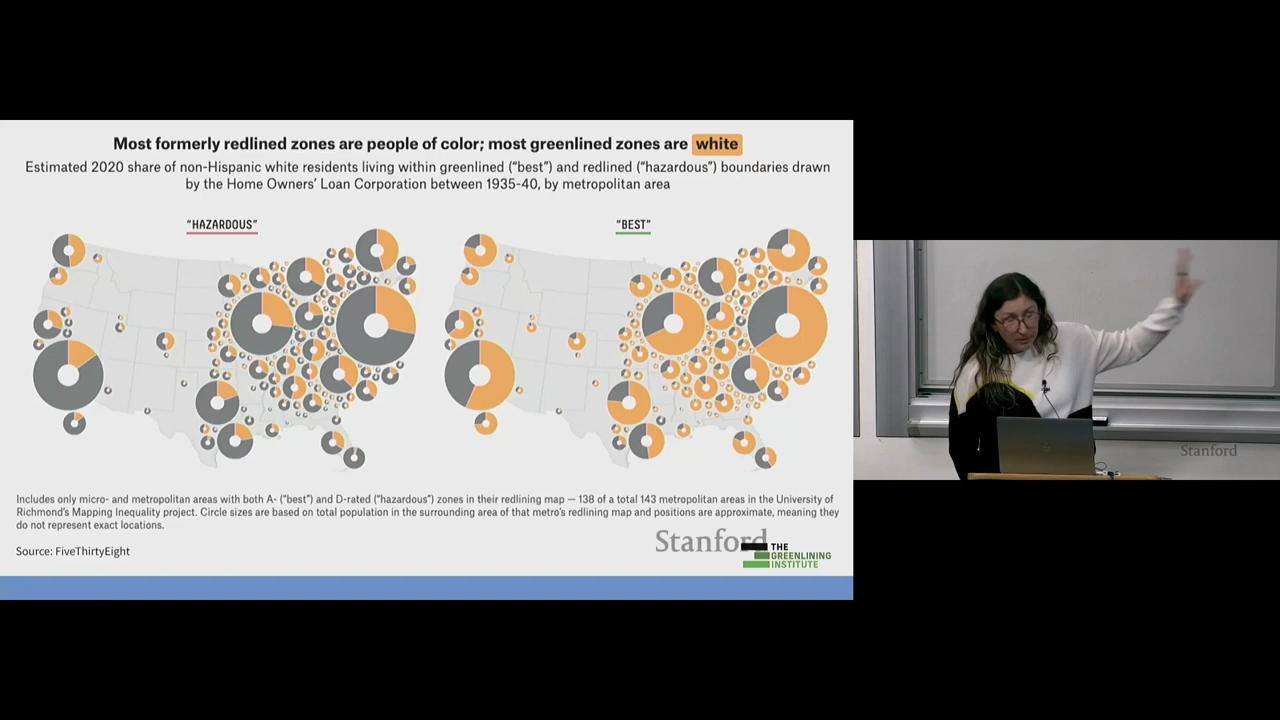 Most formerly redlined zones are people of color; most greenlined zones are white
Estimated 2020 share of non-Hispanic white residents living within greenlined (“best”) and redlined (“hazardous”) boundaries drawn
by the Home Owners’ Loan Corporation between 1935-40, by metropolitan area
“HAZARDOUS”
“BEST”
Includes only micro- and metropolitan areas with both A- (“best”) and D-rated (“hazardous”) zones in their redlining map — 138 of a total 143 metropolitan areas in the University of
Richmond’s Mapping Inequality project. Circle sizes are based on total population in the surrounding area of that metro’s redlining map and positions are approximate, meaning they
do not represent exact locations.
Source: FiveThirtyEight
Stanford
THE
GREENLINING
INSTITUTE
Stanford